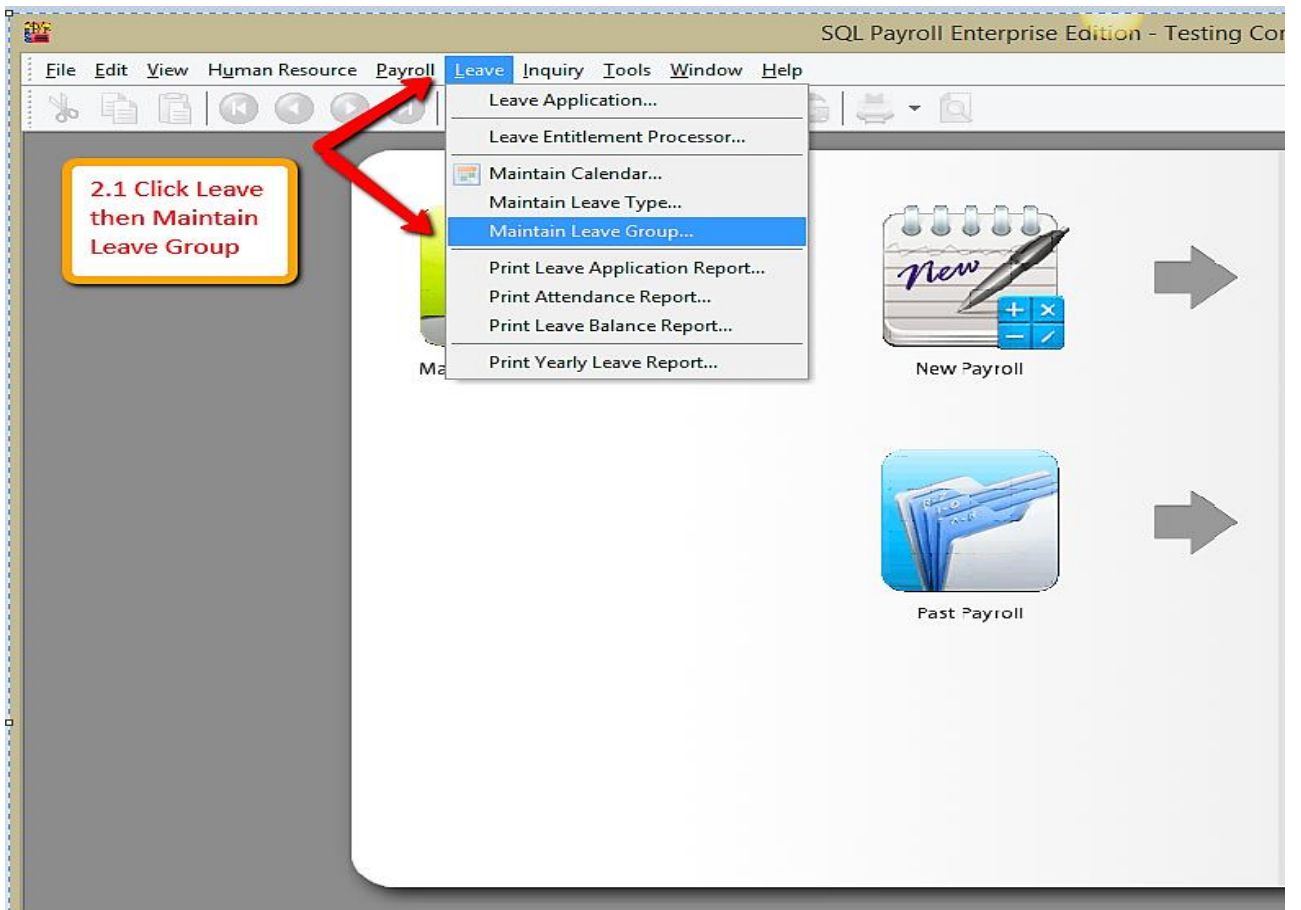 SQL Payroll Enterprise Edition - Testing Cor
File Edit View Human Resource Payroll Leave Inquiry Tools Window Help
Leave Application...
Leave Entitlement Processor...
Maintain Calendar...
Maintain Leave Type...
Maintain Leave Group...
Print Leave Application Report...
Print Attendance Report...
Print Leave Balance Report...
Print Yearly Leave Report...
2.1 Click Leave
then Maintain
Leave Group
New
Ma
New Payroll
Past Payroll